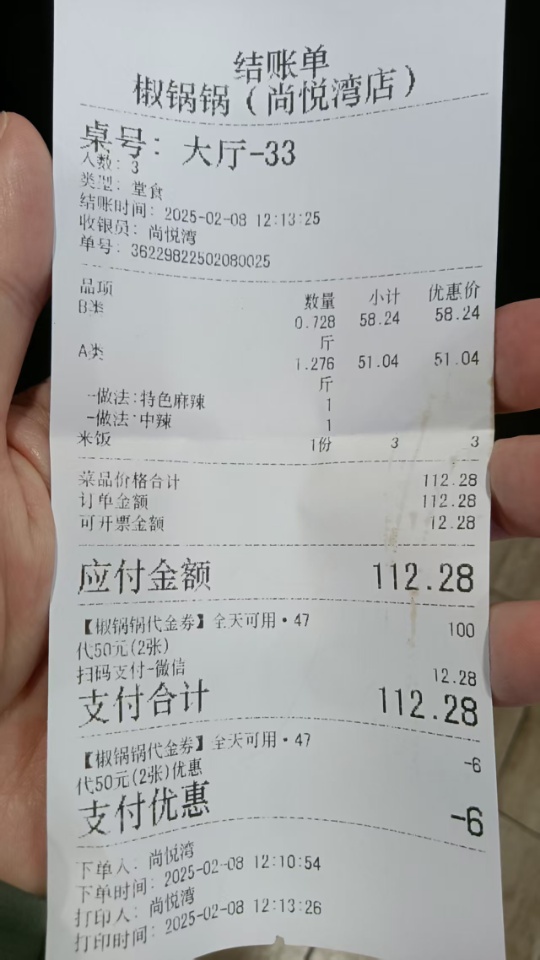 结账单
椒锅锅（尚悦湾店）
桌号: 大厅-33
人数: 3
类型: 堂食
结账时间: 2025-02-08 12:13:25
收银员: 尚悦湾
单号: 36229822502080025
品项 数量 小计 优惠价
B类 0.728 58.24 58.24
斤
A类 1.276 51.04 51.04
斤
-做法:特色麻辣 1
-做法:中辣 1
米饭 1份 3 3
菜品价格合计 112.28
订单金额 112.28
可开票金额 12.28
应付金额 112.28
【椒锅锅代金券】全天可用·47 100
代50元(2张)
扫码支付-微信 12.28
支付合计 112.28
【椒锅锅代金券】全天可用·47 -6
代50元(2张)优惠
支付优惠 -6
下单人: 尚悦湾
下单时间: 2025-02-08 12:10:54
打印人: 尚悦湾
打印时间: 2025-02-08 12:13:26